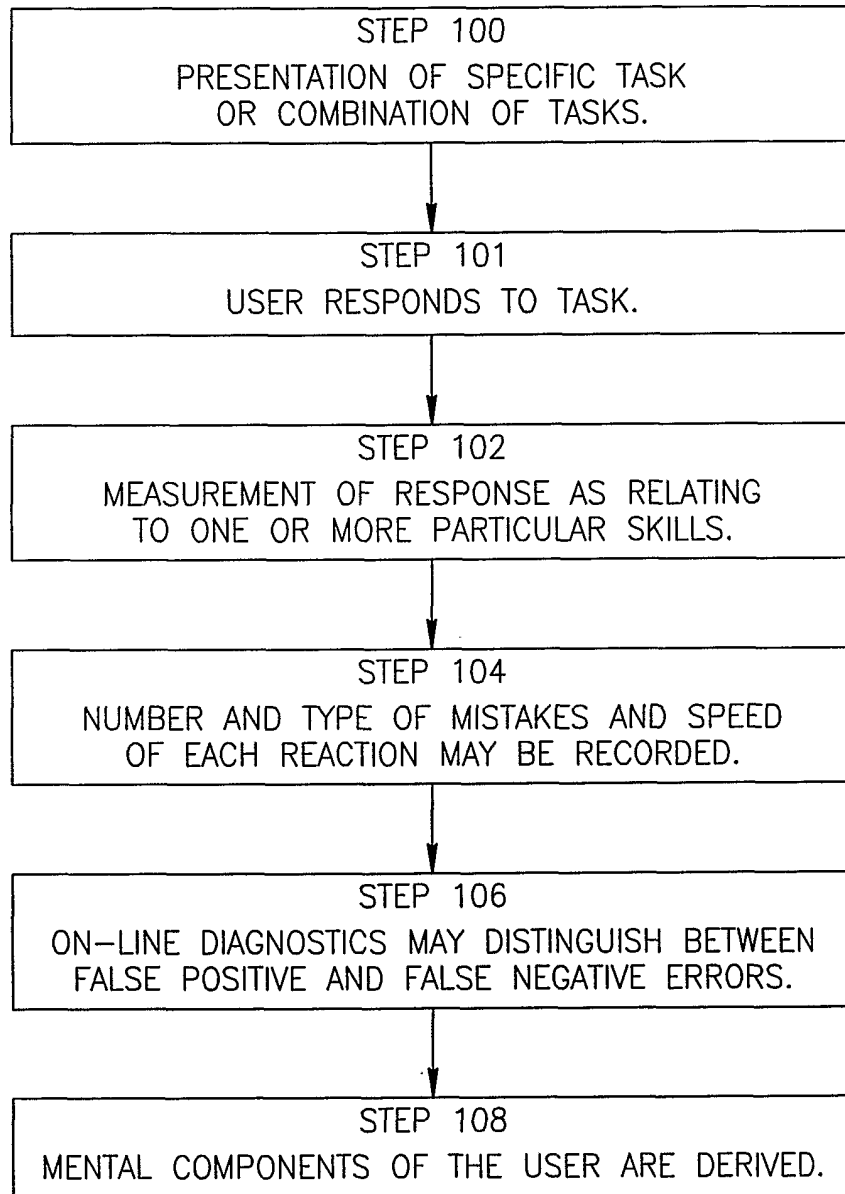 STEP 100
PRESENTATION OF SPECIFIC TASK
OR COMBINATION OF TASKS.
STEP 101
USER RESPONDS TO TASK.
STEP 102
MEASUREMENT OF RESPONSE AS RELATING
TO ONE OR MORE PARTICULAR SKILLS.
STEP 104
NUMBER AND TYPE OF MISTAKES AND SPEED
OF EACH REACTION MAY BE RECORDED.
STEP 106
ON-LINE DIAGNOSTICS MAY DISTINGUISH BETWEEN
FALSE POSITIVE AND FALSE NEGATIVE ERRORS.
STEP 108
MENTAL COMPONENTS OF THE USER ARE DERIVED.